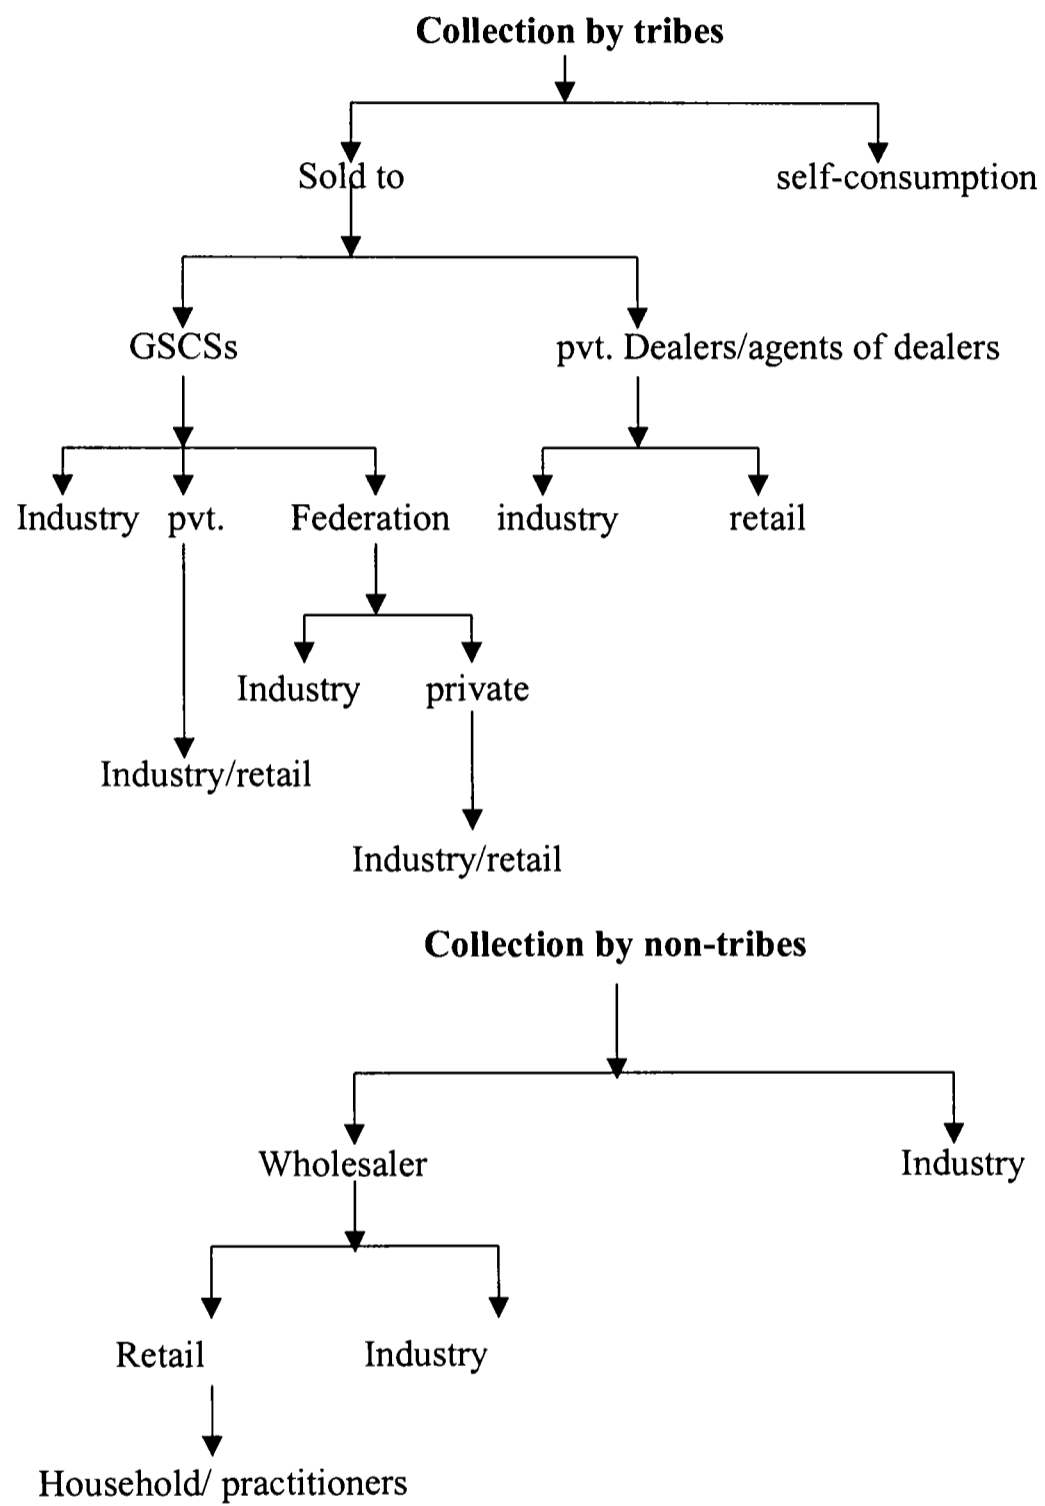 Collection by tribes
Sold to
self-consumption
GSCSs
pvt. Dealers/agents of dealers
Industry pvt. Federation industry retail
Industry private
Industry/retail
Industry/retail
Collection by non-tribes
Wholesaler
Industry
Retail
Industry
Household/ practitioners